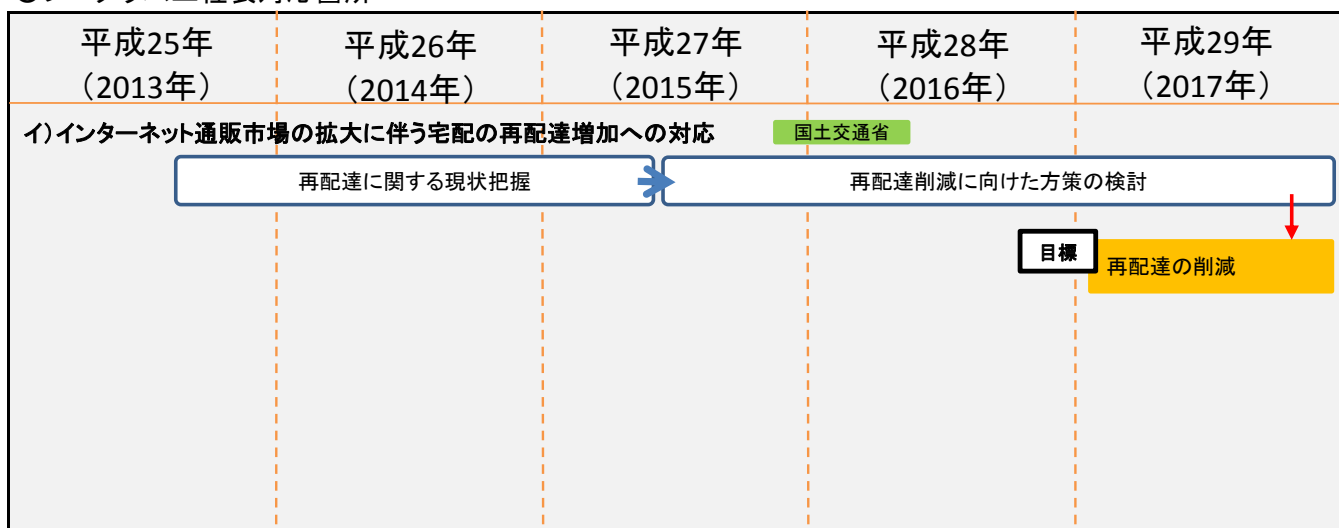 平成25年
(2013年)
平成26年
(2014年)
平成27年
(2015年)
平成28年
(2016年)
平成29年
(2017年)
イ)インターネット通販市場の拡大に伴う宅配の再配達増加への対応
国土交通省
再配達に関する現状把握
再配達削減に向けた方策の検討
目標
再配達の削減